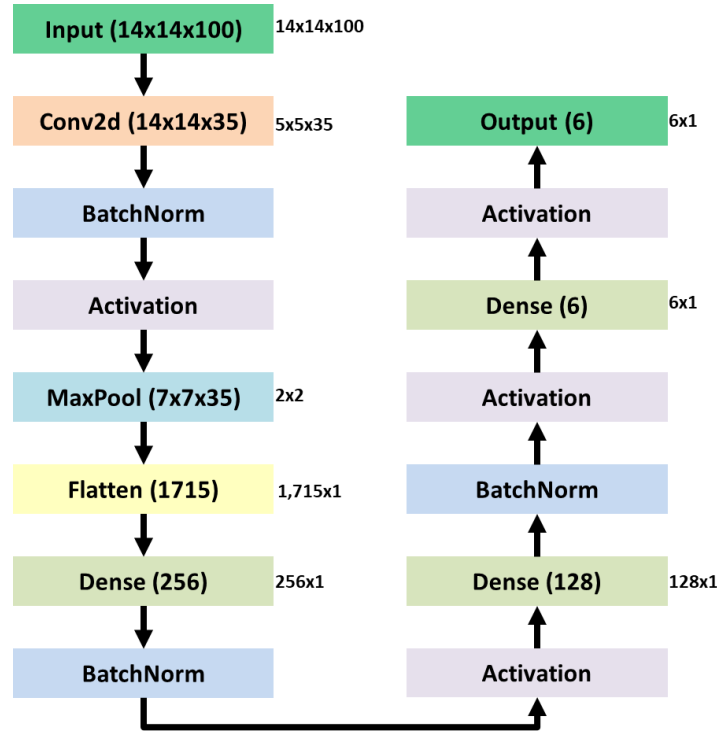 Input (14x14x100) 14x14x100
Conv2d (14x14x35) 5x5x35
BatchNorm
Activation
MaxPool (7x7x35) 2x2
Flatten (1715) 1,715x1
Dense (256) 256x1
BatchNorm
Activation
Dense (128) 128x1
BatchNorm
Activation
Dense (6) 6x1
Activation
Output (6) 6x1